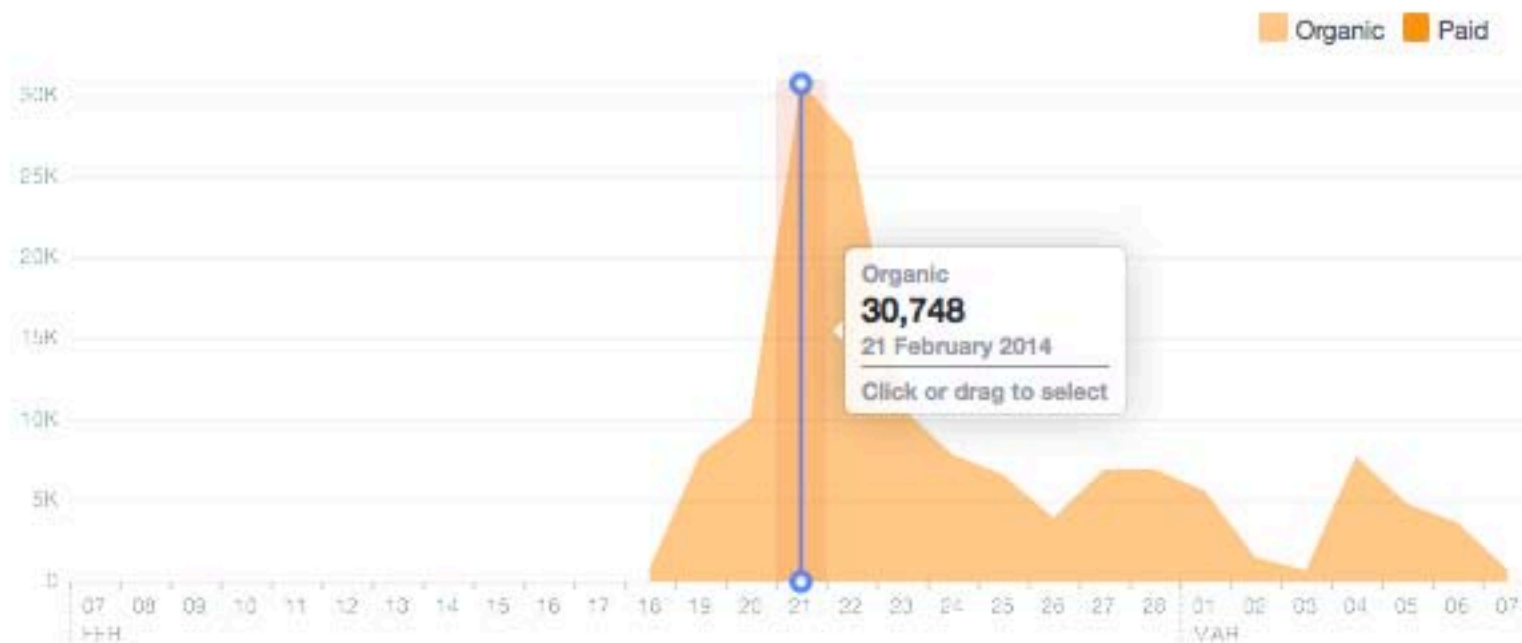 Organic Paid
30K
25K
20K
15K
10K
5K
0
Organic
30,748
21 February 2014
Click or drag to select
07 08 09 10 11 12 13 14 15 16 17 18 19 20 21 22 23 24 25 26 27 28 01 02 03 04 05 06 07